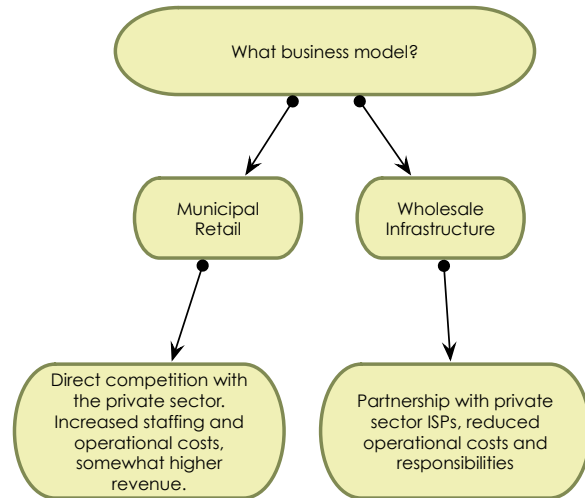 What business model?
Municipal
Retail
Wholesale
Infrastructure
Direct competition with
the private sector.
Increased staffing and
operational costs,
somewhat higher
revenue.
Partnership with private
sector ISPs, reduced
operational costs and
responsibilities